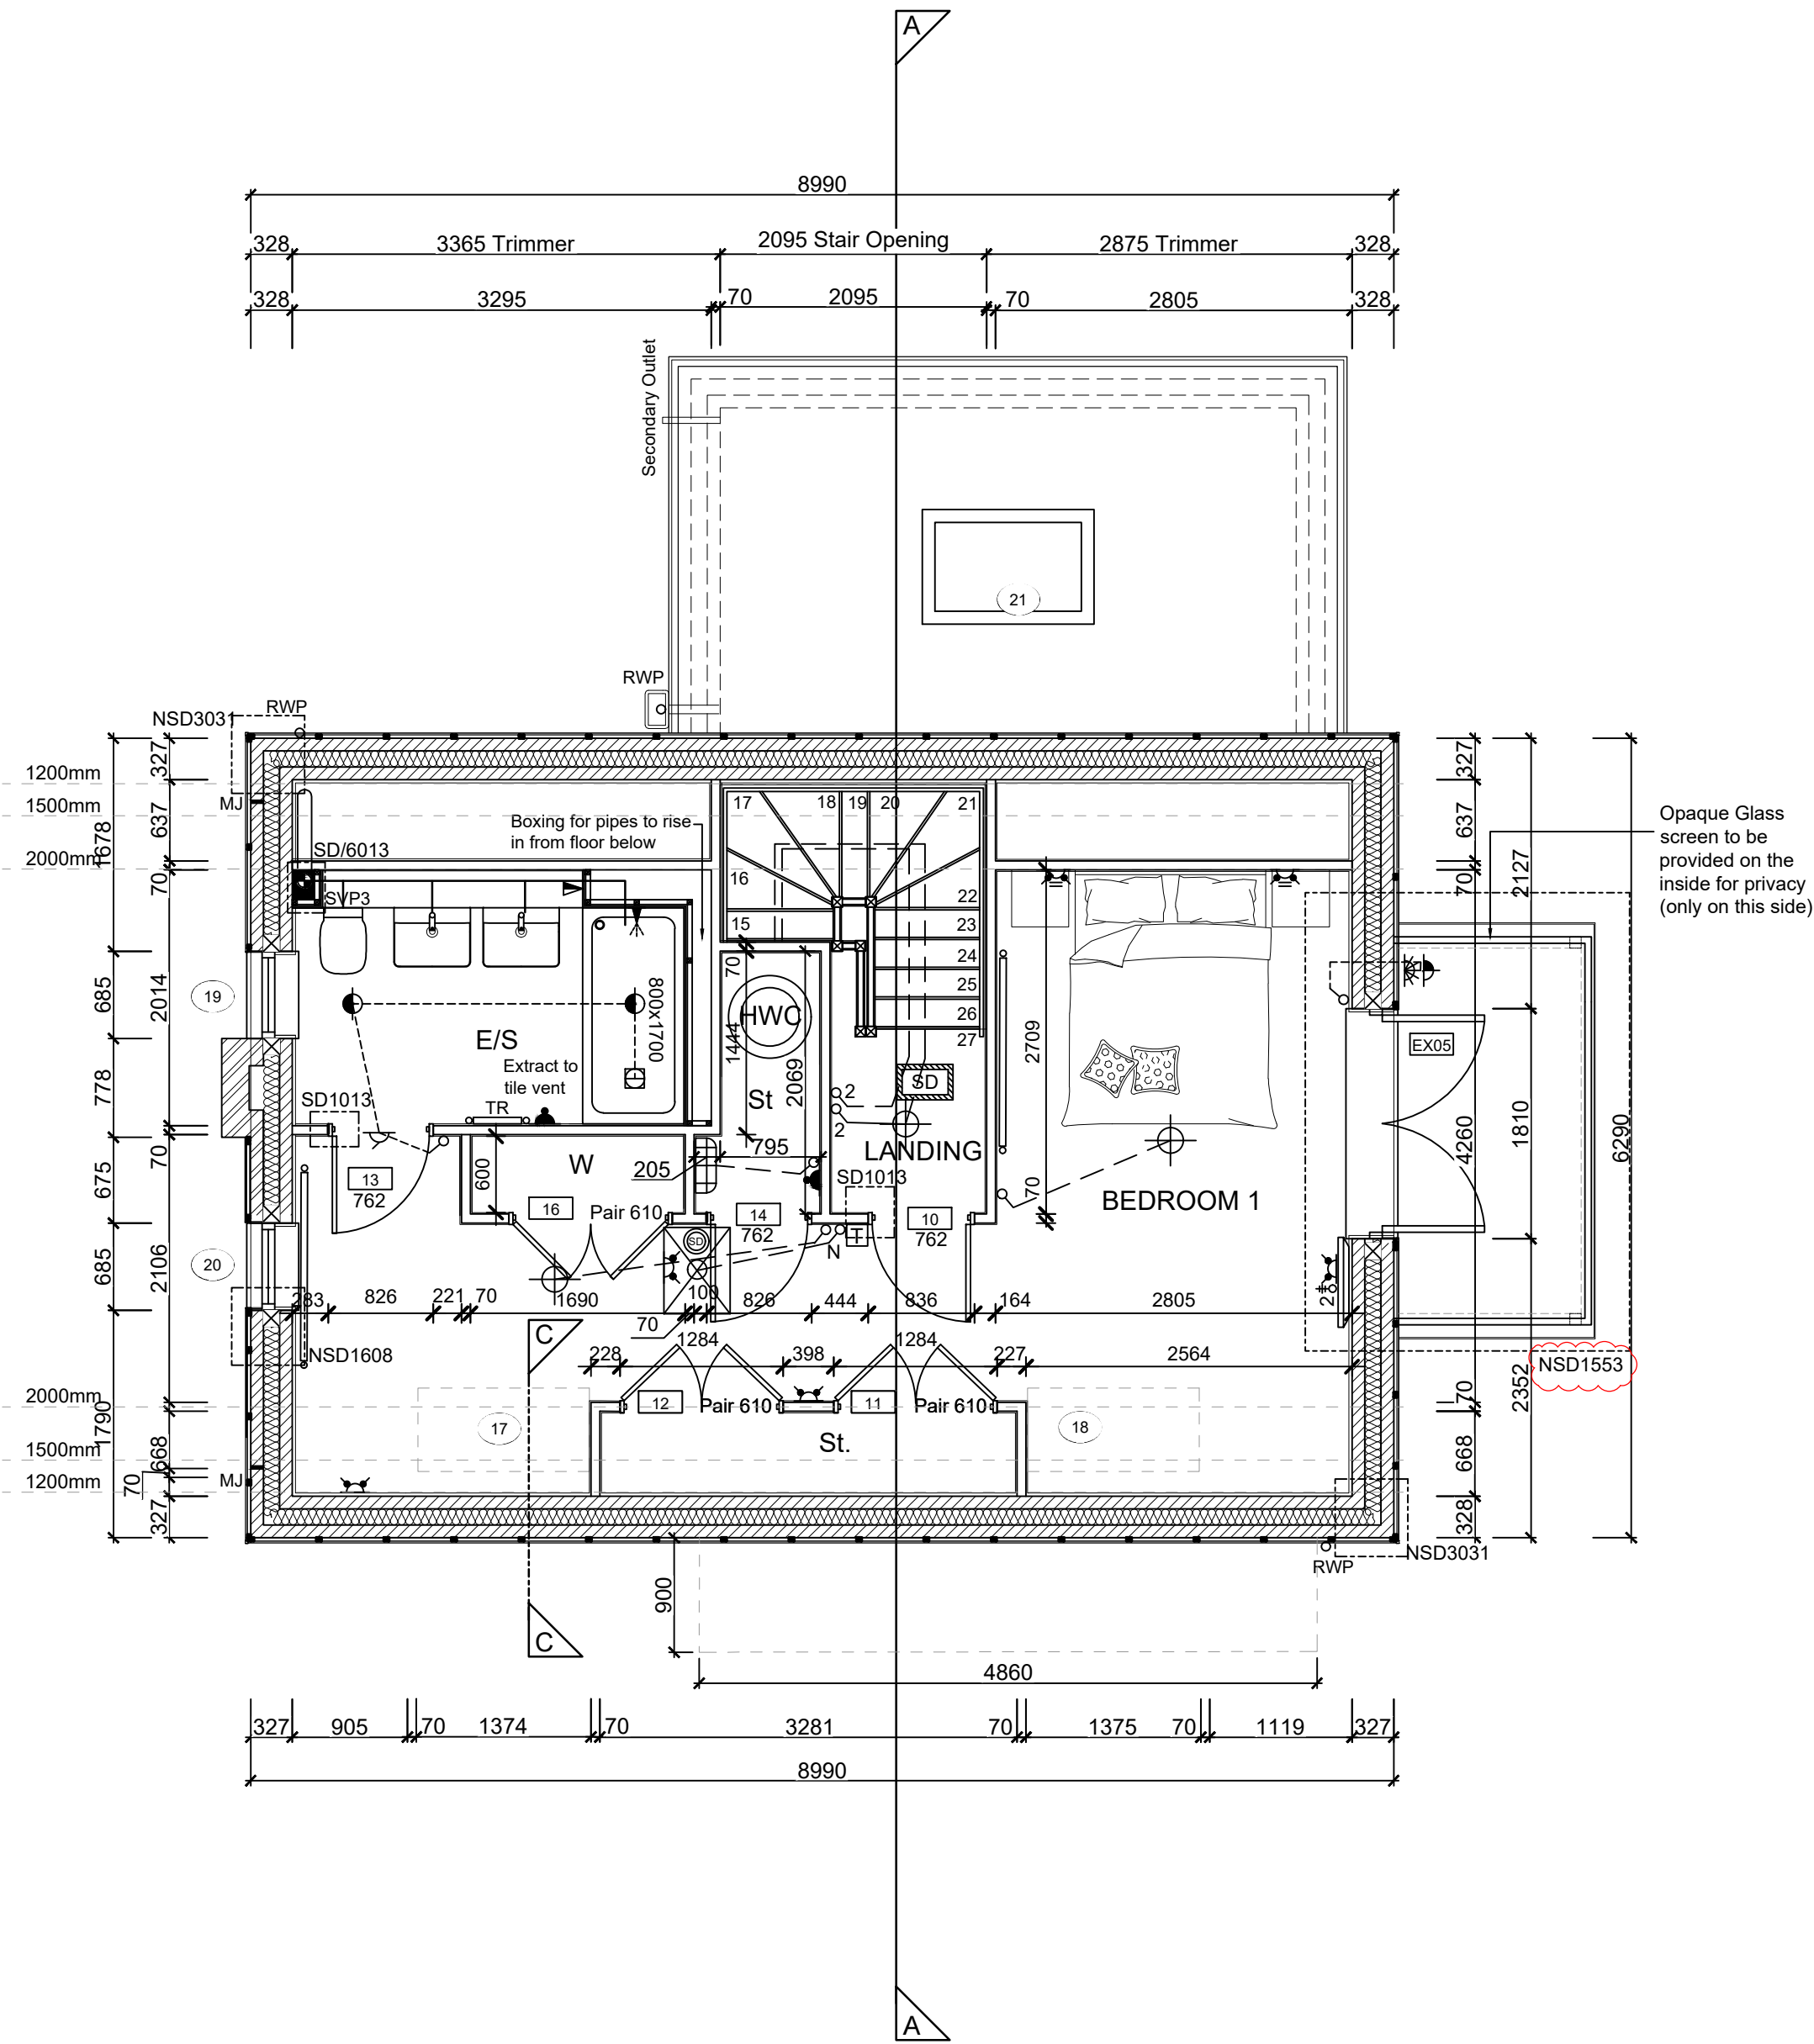 A
8990
328
3365 Trimmer
2095 Stair Opening
2875 Trimmer
328
328
3295
70
2095
70
2805
328
Secondary Outlet
21
RWP
RWP
NSD3031
327
1200mm
MJ
1500mm
637
1678
2000mm
70
SD/6013
SVP3
Boxing for pipes to rise
in from floor below
17
18
19
20
21
16
15
22
23
24
25
26
27
327
637
70
2127
Opaque Glass
screen to be
provided on the
inside for privacy
(only on this side)
19
685
2014
778
70
675
685
2106
20
E/S
Extract to
tile vent
800x1700
SD1013
TR
70
HWC
1444
St
2069
2
2
SD
LANDING
SD1013
2709
70
BEDROOM 1
EX05
4260
1810
6290
13
762
600
W
16
Pair 610
205
795
14
762
SD
N
T
10
762
2
283
826
221
70
1690
70
100
826
444
836
164
2805
NSD1608
C
228
1284
398
1284
227
2564
NSD1553
2352
70
668
328
2000mm
1790
1500mm
668
1200mm
70
327
MJ
17
12
Pair 610
11
Pair 610
18
St.
RWP
NSD3031
900
C
4860
327
905
70
1374
70
3281
70
1375
70
1119
327
8990
A